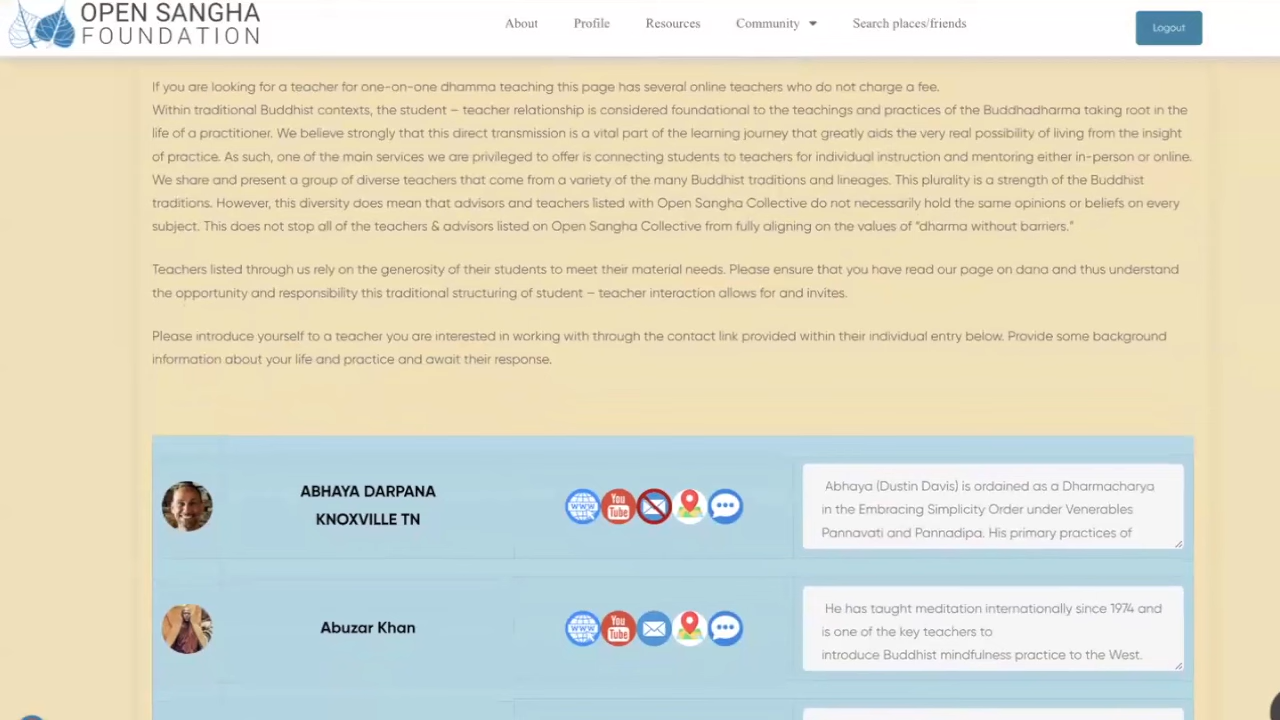 OPEN SANGHA
FOUNDATION
About
Profile
Resources
Community
Search places/friends
Logout
If you are looking for a teacher for one-on-one dhamma teaching this page has several online teachers who do not charge a fee.
Within traditional Buddhist contexts, the student – teacher relationship is considered foundational to the teachings and practices of the Buddhadharma taking root in the
life of a practitioner. We believe strongly that this direct transmission is a vital part of the learning journey that greatly aids the very real possibility of living from the insight
of practice. As such, one of the main services we are privileged to offer is connecting students to teachers for individual instruction and mentoring either in-person or online.
We share and present a group of diverse teachers that come from a variety of the many Buddhist traditions and lineages. This plurality is a strength of the Buddhist
traditions. However, this diversity does mean that advisors and teachers listed with Open Sangha Collective do not necessarily hold the same opinions or beliefs on every
subject. This does not stop all of the teachers & advisors listed on Open Sangha Collective from fully aligning on the values of “dharma without barriers.”
Teachers listed through us rely on the generosity of their students to meet their material needs. Please ensure that you have read our page on dana and thus understand
the opportunity and responsibility this traditional structuring of student – teacher interaction allows for and invites.
Please introduce yourself to a teacher you are interested in working with through the contact link provided within their individual entry below. Provide some background
information about your life and practice and await their response.
ABHAYA DARPANA
KNOXVILLE TN
WWW
You
Tube
Abhaya (Dustin Davis) is ordained as a Dharmacharya
in the Embracing Simplicity Order under Venerables
Pannavati and Pannadipa. His primary practices of
Abuzar Khan
WWW
You
Tube
He has taught meditation internationally since 1974 and
is one of the key teachers to
introduce Buddhist mindfulness practice to the West.